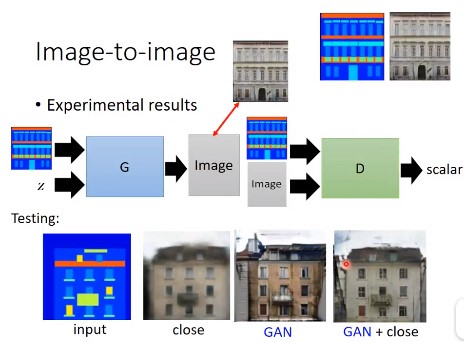 Image-to-image
• Experimental results
z
G
Image
Image
D
scalar
Testing:
input
close
GAN
GAN + close